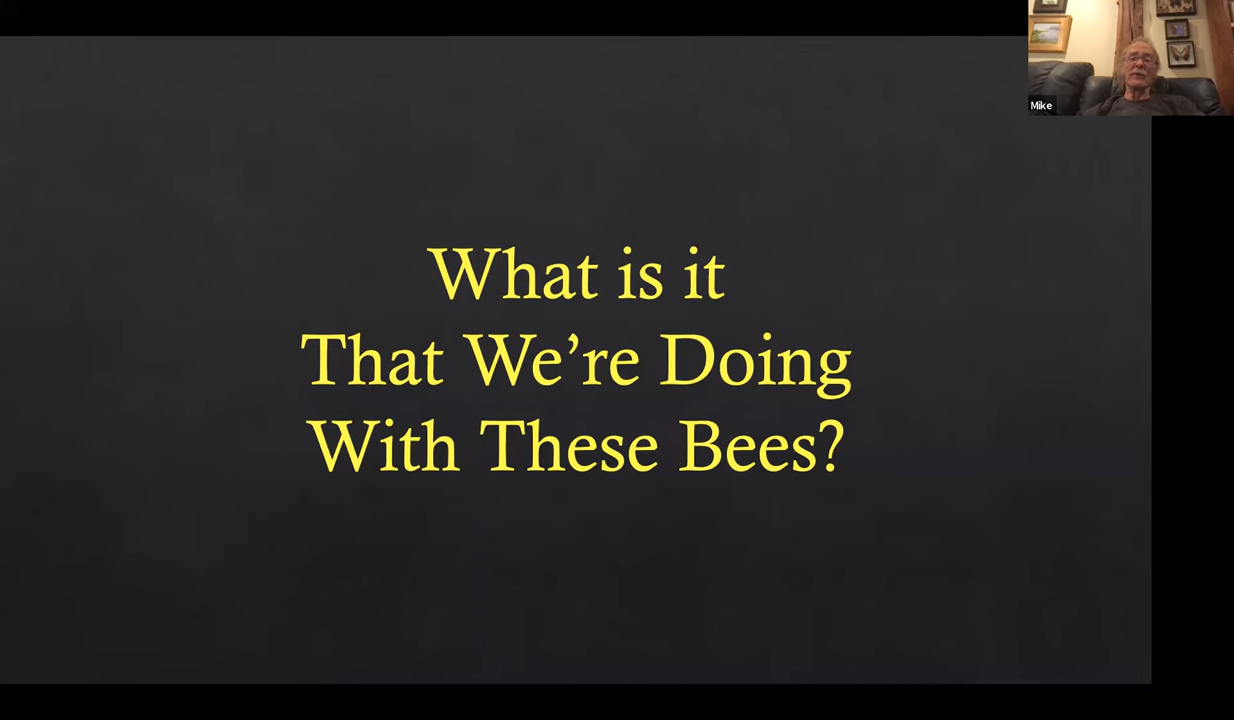 Mike
What is it
That We’re Doing
With These Bees?